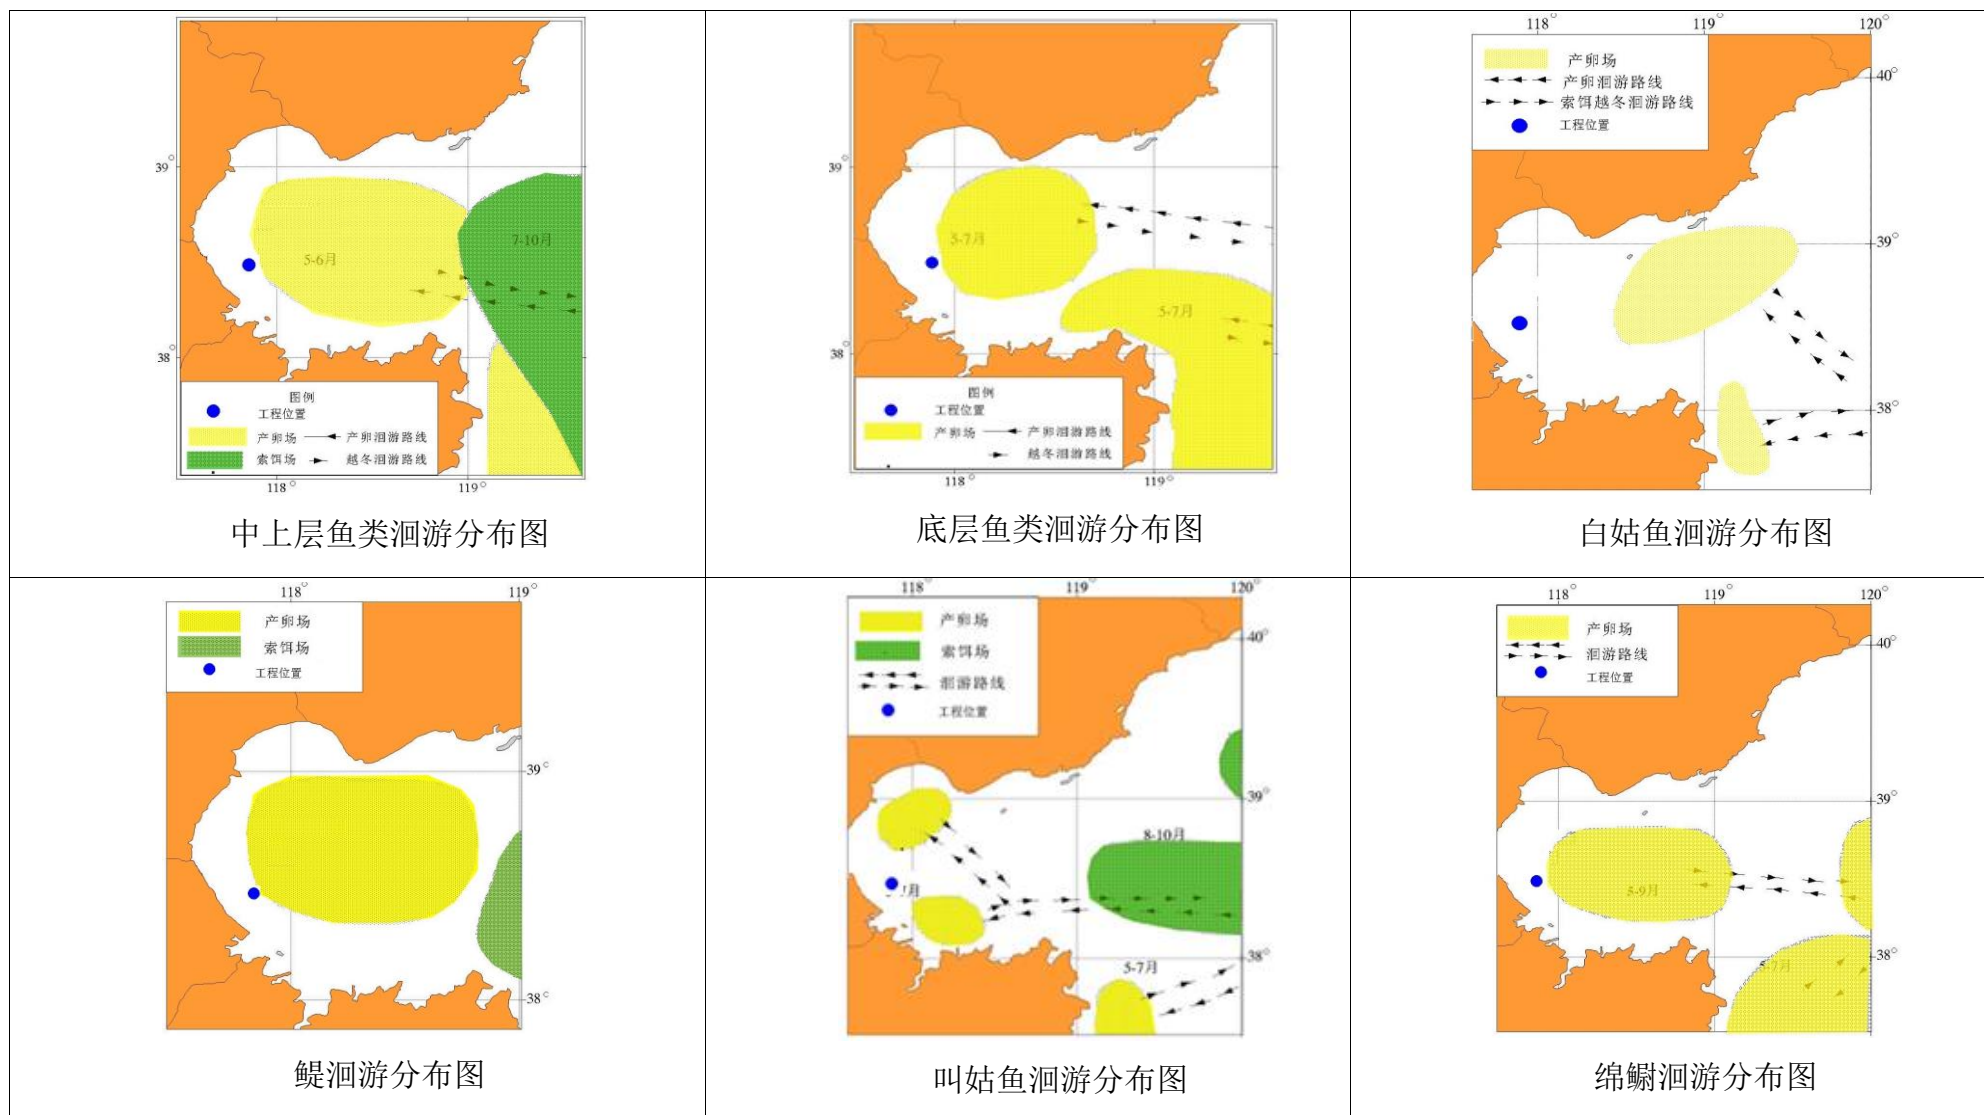 39°
38°
118°
119°
5-6月
7-10月
图例
工程位置
产卵场
产卵洄游路线
索饵场
越冬洄游路线
中上层鱼类洄游分布图
39°
38°
118°
119°
5-7月
5-7月
图例
工程位置
产卵场
产卵洄游路线
越冬洄游路线
底层鱼类洄游分布图
118°
119°
120°
40°
39°
38°
产卵场
产卵洄游路线
索饵越冬洄游路线
工程位置
白姑鱼洄游分布图
118°
119°
39°
38°
产卵场
索饵场
工程位置
鳀洄游分布图
118°
119°
120°
40°
39°
38°
产卵场
索饵场
洄游路线
工程位置
8-10月
月
5-7月
叫姑鱼洄游分布图
118°
119°
120°
40°
39°
38°
产卵场
洄游路线
工程位置
5-9月
5-7月
绵鳚洄游分布图